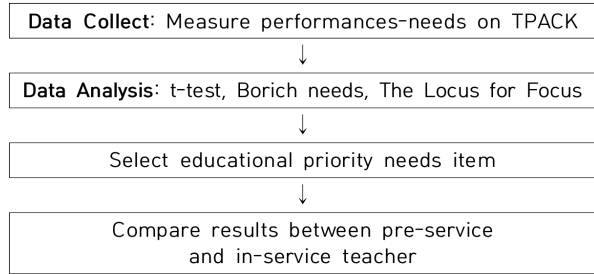 Data Collect: Measure performances-needs on TPACK
↓
Data Analysis: t-test, Borich needs, The Locus for Focus
↓
Select educational priority needs item
↓
Compare results between pre-service
and in-service teacher